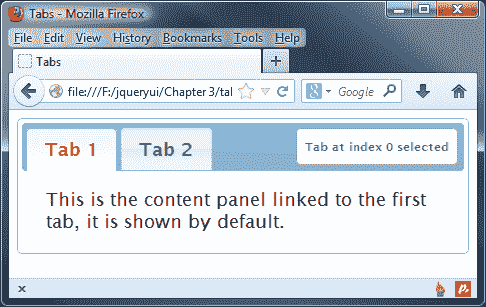 Tabs - Mozilla Firefox
File Edit View History Bookmarks Tools Help
Tabs
file:///F:/jqueryui/Chapter 3/tal
Google
Tab 1
Tab 2
Tab at index 0 selected
This is the content panel linked to the first
tab, it is shown by default.